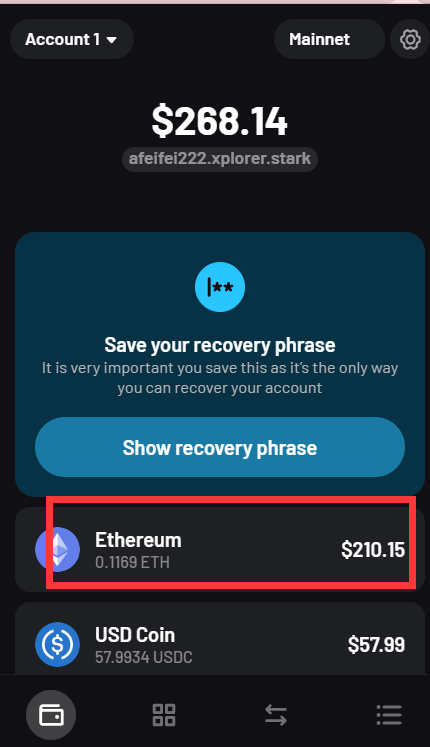 Account 1
Mainnet
$268.14
afeifei222.xplorer.stark
|**
Save your recovery phrase
It is very important you save this as it's the only way
you can recover your account
Show recovery phrase
Ethereum
$210.15
0.1169 ETH
USD Coin
$57.99
57.9934 USDC